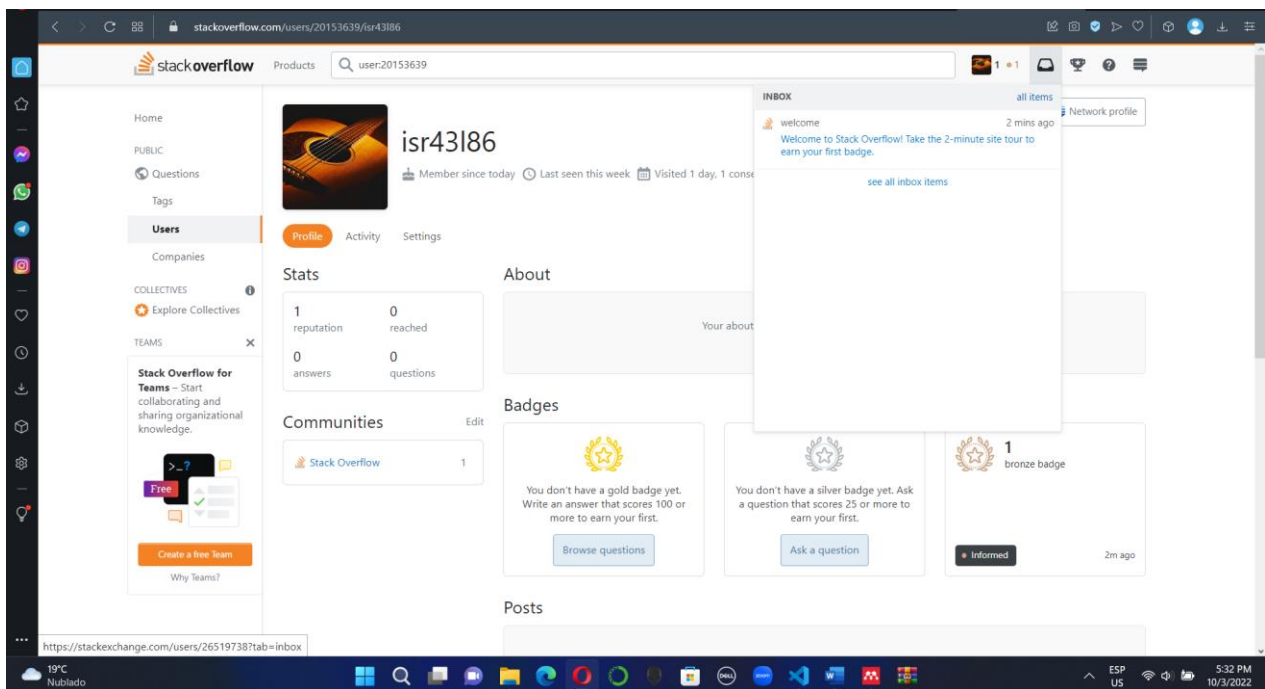 stackoverflow.com/users/20153639/isr43l86
stackoverflow
Products
user:20153639
1 • 1
Home
PUBLIC
Questions
Tags
Users
Companies
COLLECTIVES
Explore Collectives
TEAMS
Stack Overflow for
Teams – Start
collaborating and
sharing organizational
knowledge.
>_?
Free
Create a free Team
Why Teams?
isr43l86
Member since today Last seen this week Visited 1 day, 1 conse
Network profile
INBOX all items
welcome 2 mins ago
Welcome to Stack Overflow! Take the 2-minute site tour to
earn your first badge.
see all inbox items
Profile Activity Settings
Stats
1 0
reputation reached
0 0
answers questions
Communities Edit
Stack Overflow 1
About
Your about
Badges
You don't have a gold badge yet.
Write an answer that scores 100 or
more to earn your first.
Browse questions
You don't have a silver badge yet. Ask
a question that scores 25 or more to
earn your first.
Ask a question
1
bronze badge
• Informed 2m ago
Posts
https://stackexchange.com/users/26519738?tab=inbox
19°C
Nublado
DELL
zoom
ESP
US
5:32 PM
10/3/2022